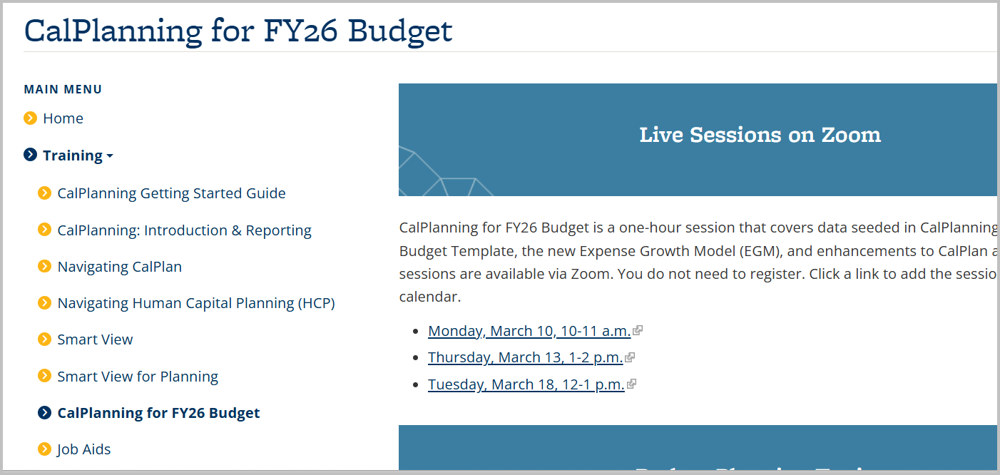 CalPlanning for FY26 Budget
MAIN MENU
Home
Training
CalPlanning Getting Started Guide
CalPlanning: Introduction & Reporting
Navigating CalPlan
Navigating Human Capital Planning (HCP)
Smart View
Smart View for Planning
CalPlanning for FY26 Budget
Job Aids
Live Sessions on Zoom
CalPlanning for FY26 Budget is a one-hour session that covers data seeded in CalPlanning
Budget Template, the new Expense Growth Model (EGM), and enhancements to CalPlan
sessions are available via Zoom. You do not need to register. Click a link to add the
calendar.
Monday, March 10, 10-11 a.m.
Thursday, March 13, 1-2 p.m.
Tuesday, March 18, 12-1 p.m.